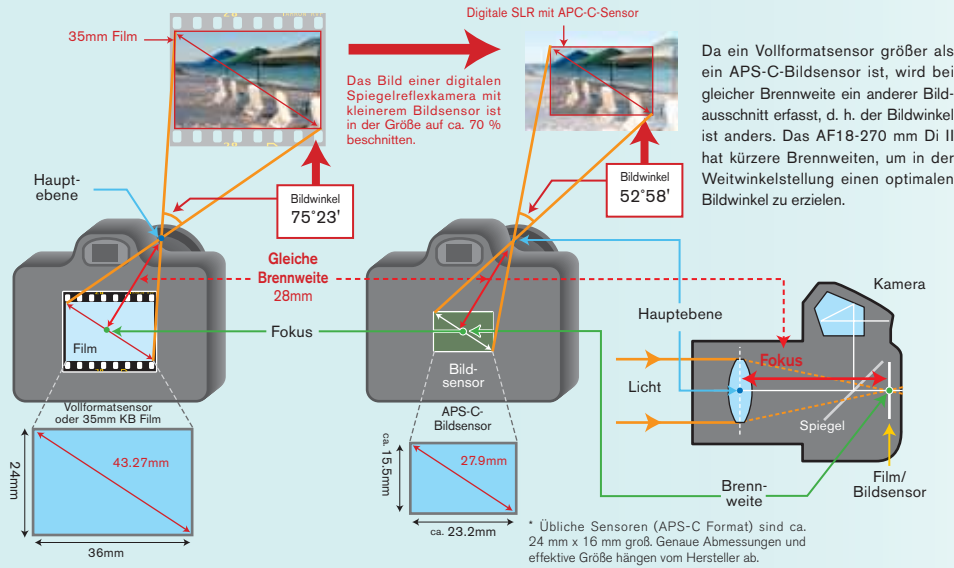 35mm Film
Digitale SLR mit APC-C-Sensor
Das Bild einer digitalen
Spiegelreflexkamera mit
kleinerem Bildsensor ist
in der Größe auf ca. 70 %
beschnitten.
Da ein Vollformatsensor größer als
ein APS-C-Bildsensor ist, wird bei
gleicher Brennweite ein anderer Bild-
ausschnitt erfasst, d. h. der Bildwinkel
ist anders. Das AF18-270 mm Di II
hat kürzere Brennweiten, um in der
Weitwinkelstellung einen optimalen
Bildwinkel zu erzielen.
Haupt-
ebene
Bildwinkel
75°23'
Bildwinkel
52°58'
Gleiche
Brennweite
28mm
Fokus
Film
Bild-
sensor
Hauptebene
Kamera
Licht
Fokus
Spiegel
Brenn-
weite
Film/
Bildsensor
Vollformatsensor
oder 35mm KB Film
43.27mm
24mm
36mm
APS-C-
Bildsensor
27.9mm
ca. 15.5mm
ca. 23.2mm
* Übliche Sensoren (APS-C Format) sind ca.
24 mm x 16 mm groß. Genaue Abmessungen und
effektive Größe hängen vom Hersteller ab.